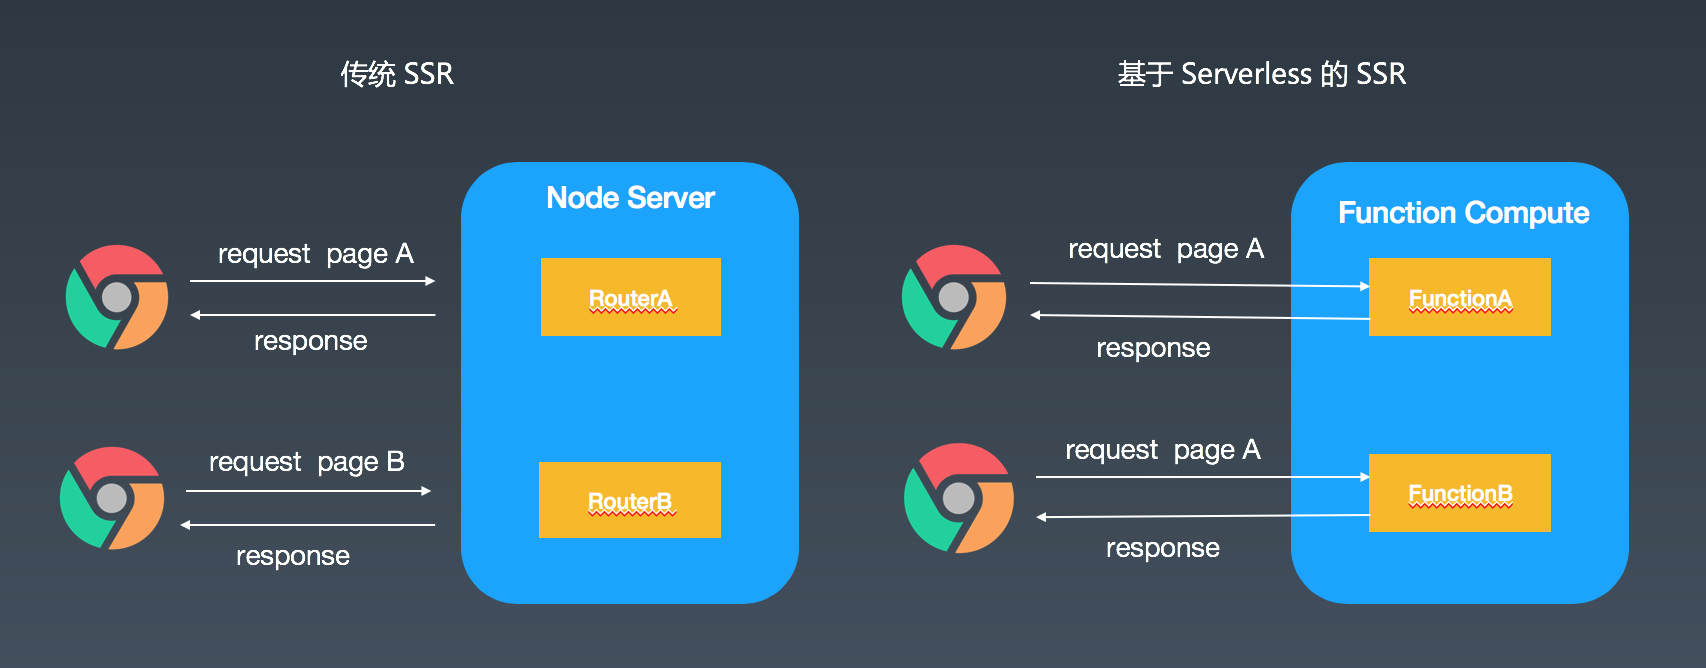 传统 SSR
Node Server
request page A
RouterA
response
request page B
RouterB
response
基于 Serverless 的 SSR
Function Compute
request page A
FunctionA
response
request page A
FunctionB
response